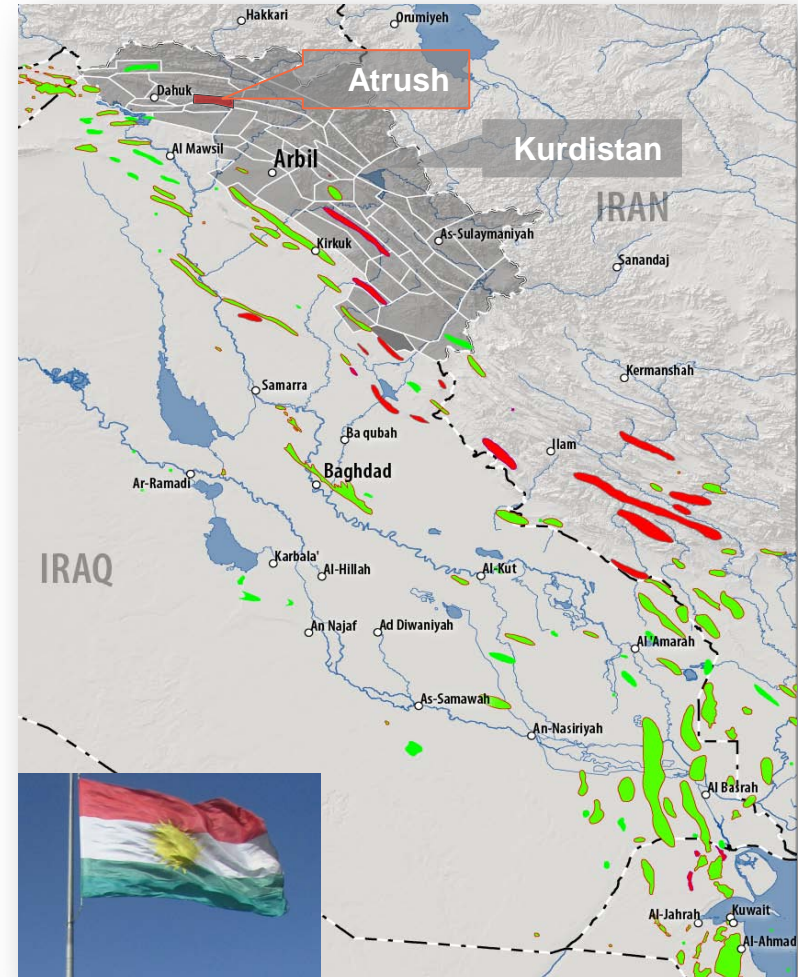 Hakkari
Orumiyeh
Atrush
Dahuk
Kurdistan
Al Mawsil
Arbil
IRAN
As-Sulaymaniyah
Kirkuk
Sanandaj
Kermanshah
Samarra
Ba qubah
Ilam
Baghdad
Ar-Ramadi
IRAQ
Karbala'
Al-Hillah
Al-Kut
An Najaf
Ad Diwaniyah
Al 'Amarah
As-Samawah
An-Nasiriyah
Al Basrah
Al-Jahrah
Kuwait
Al-Ahmad